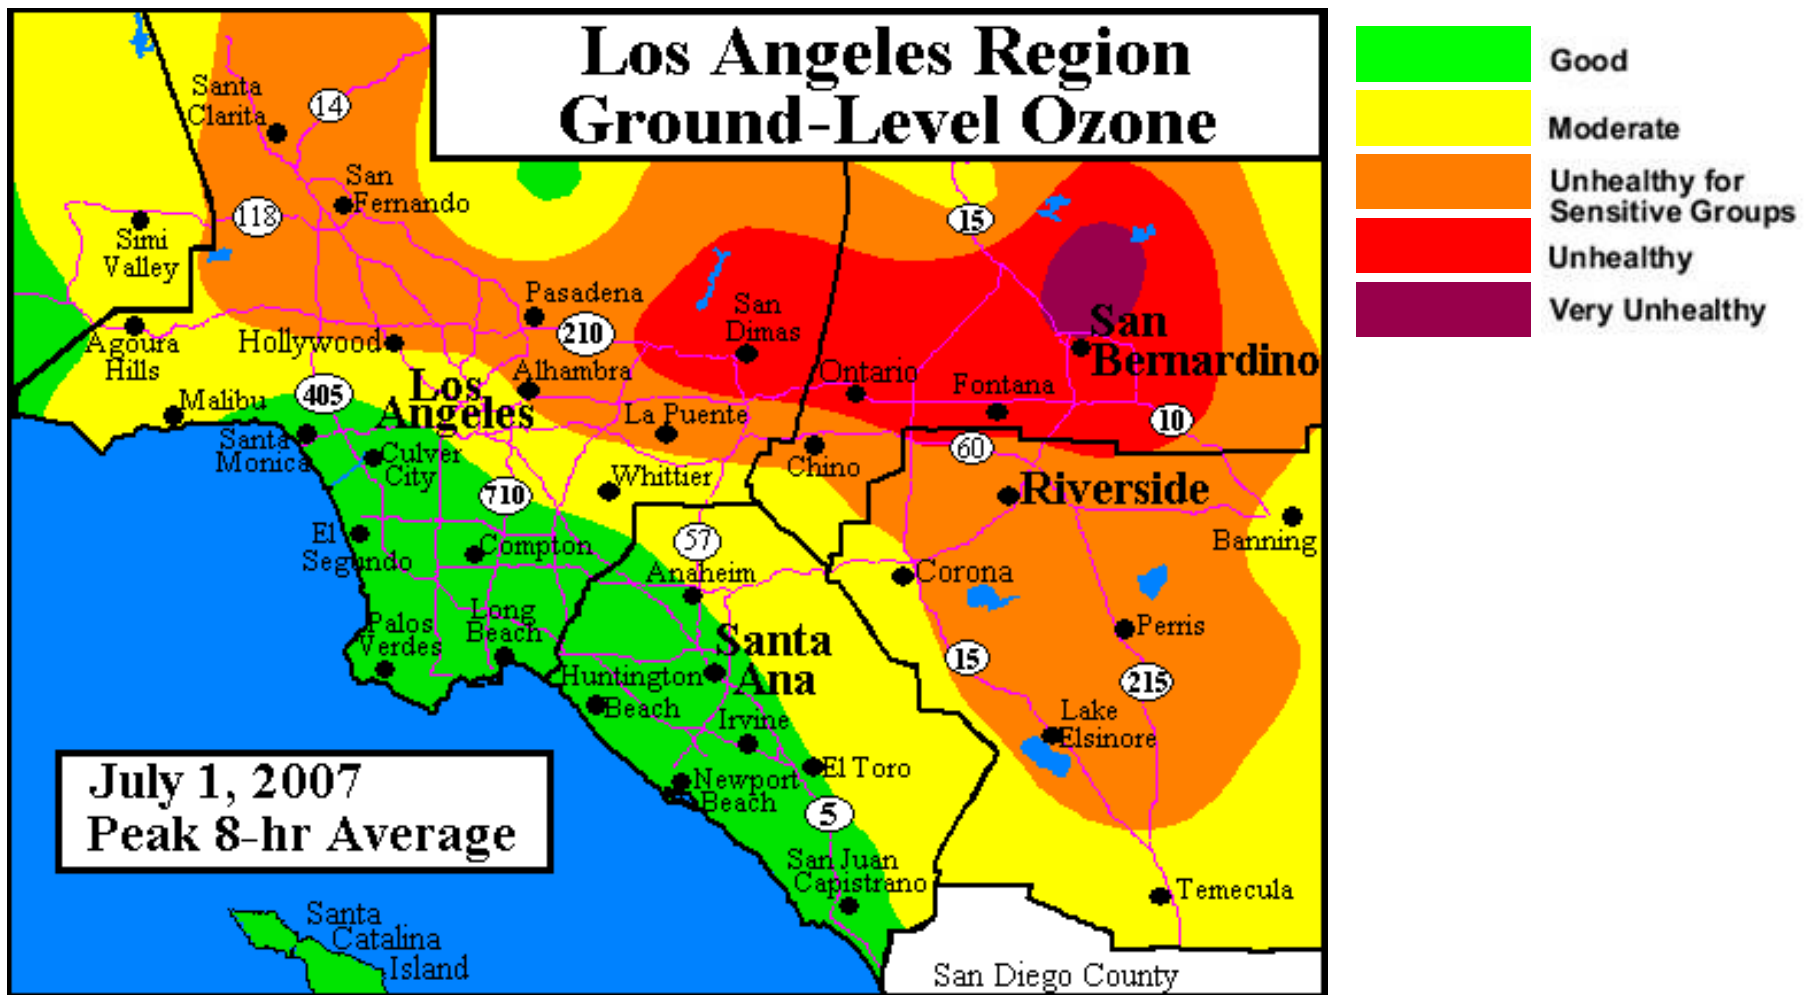 Los Angeles Region
Ground-Level Ozone
Good
Moderate
Unhealthy for
Sensitive Groups
Unhealthy
Very Unhealthy
Santa
Clarita
14
San
Fernando
118
Simi
Valley
15
Pasadena
210
San
Dimas
San
Bernardino
Agoura
Hills
Hollywood
Alhambra
Ontario
Fontana
Malibu
405
Los
Angeles
La Puente
10
Santa
Monica
Culver
City
Chino
60
710
Whittier
Riverside
El
Segundo
Compton
57
Banning
Anaheim
Corona
Palos
Verdes
Long
Beach
Santa
Ana
Perris
15
215
Huntington
Beach
Irvine
Lake
Elsinore
Newport
Beach
El Toro
5
July 1, 2007
Peak 8-hr Average
San Juan
Capistrano
Temecula
Santa
Catalina
Island
San Diego County